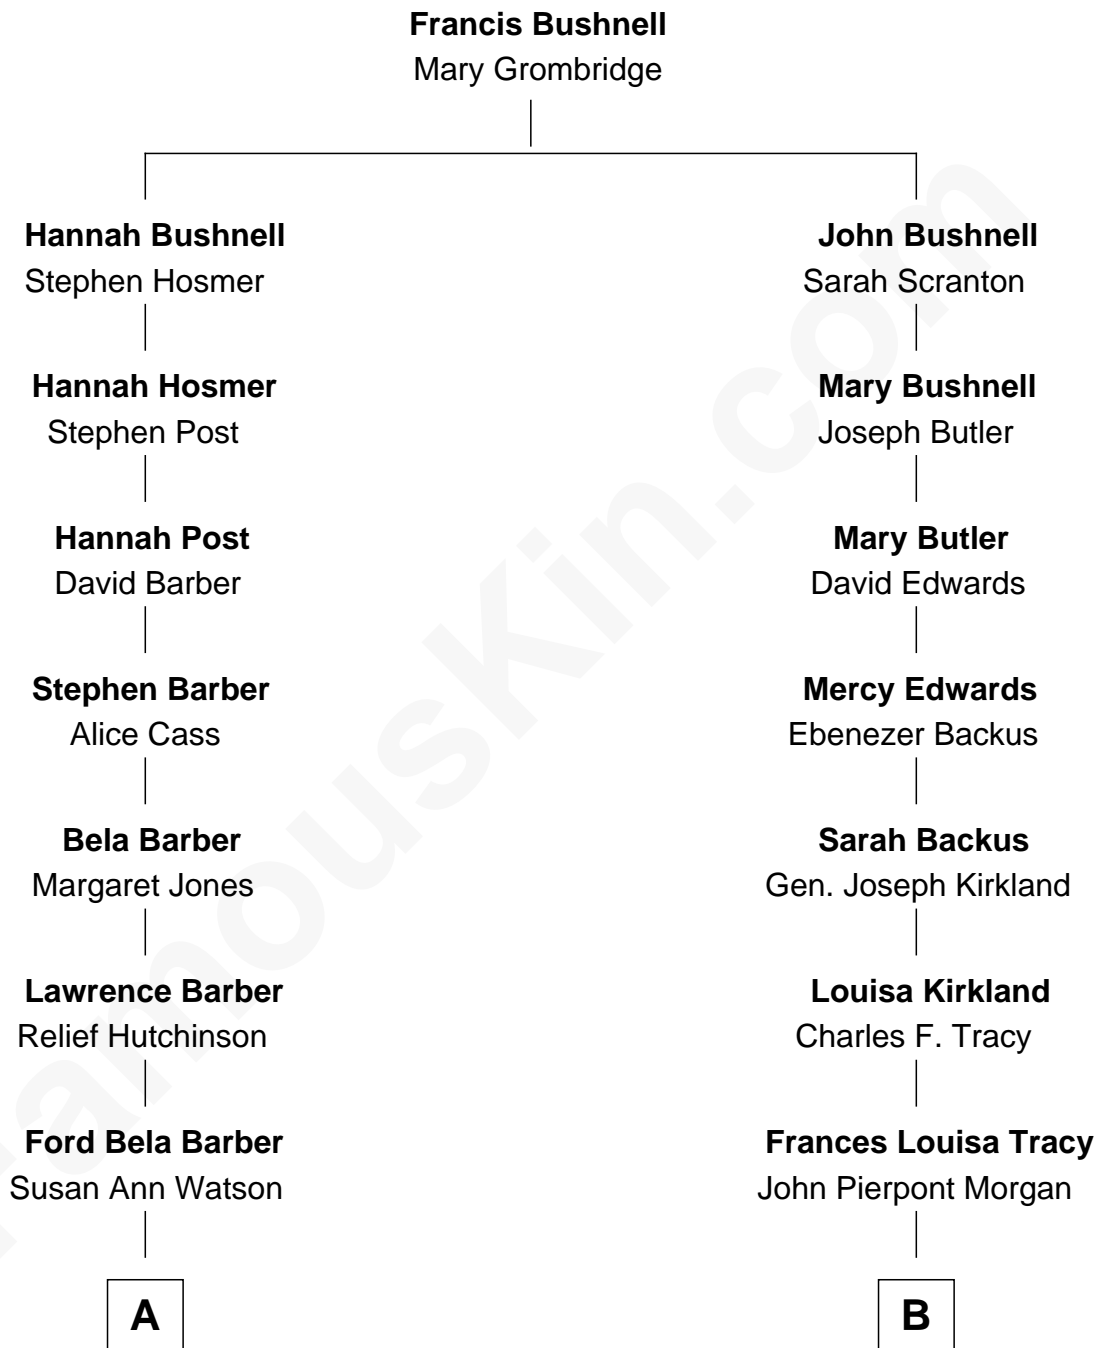 Francis Bushnell
Mary Grombridge
Hannah Bushnell
Stephen Hosmer
John Bushnell
Sarah Scranton
Hannah Hosmer
Stephen Post
Mary Bushnell
Joseph Butler
Hannah Post
David Barber
Mary Butler
David Edwards
Stephen Barber
Alice Cass
Mercy Edwards
Ebenezer Backus
Bela Barber
Margaret Jones
Sarah Backus
Gen. Joseph Kirkland
Lawrence Barber
Relief Hutchinson
Louisa Kirkland
Charles F. Tracy
Ford Bela Barber
Susan Ann Watson
Frances Louisa Tracy
John Pierpont Morgan
A
B
FamousKin.com